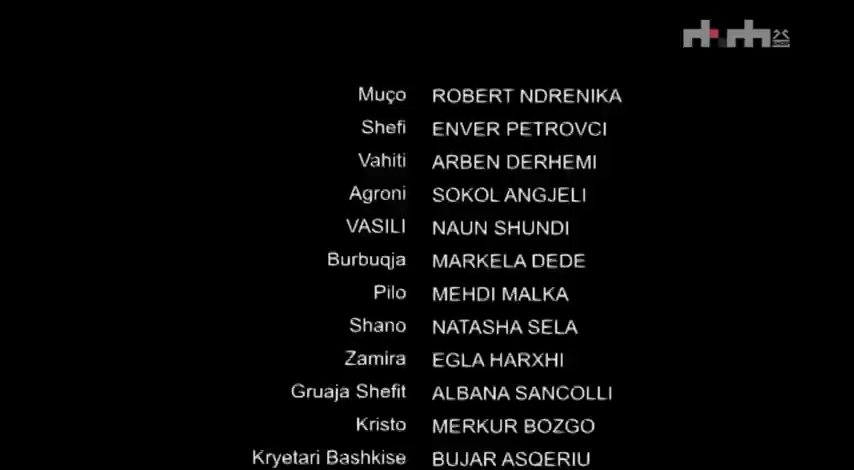 Muço ROBERT NDRENIKA
Shefi ENVER PETROVCI
Vahiti ARBEN DERHEMI
Agroni SOKOL ANGJELI
VASILI NAUN SHUNDI
Burbuqja MARKELA DEDE
Pilo MEHDI MALKA
Shano NATASHA SELA
Zamira EGLA HARXHI
Gruaja Shefit ALBANA SANCOLLI
Kristo MERKUR BOZGO
Kryetari Bashkise BUJAR ASQERIU